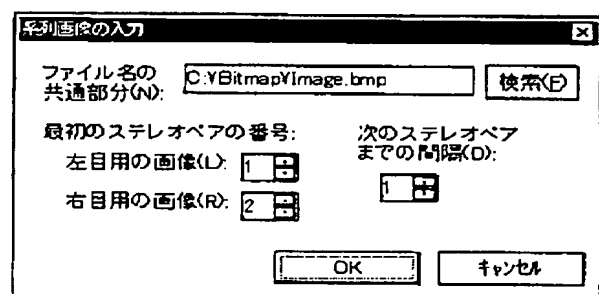 系列画像の入力
ファイル名の
共通部分(N):
C:¥Bitmap¥Image.bmp
検索(F)
最初のステレオペアの番号:
左目用の画像(L): 1
右目用の画像(R): 2
次のステレオペア
までの間隔(D):
1
OK
キャンセル